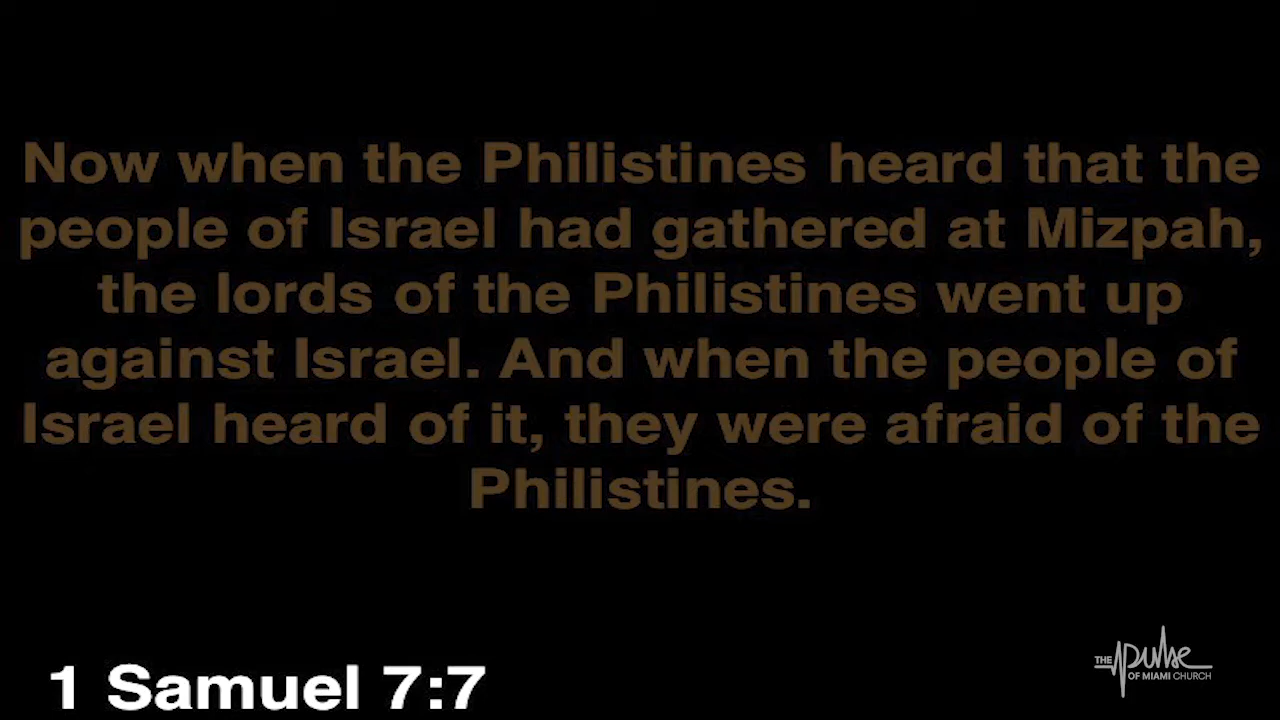 Now when the Philistines heard that the
people of Israel had gathered at Mizpah,
the lords of the Philistines went up
against Israel. And when the people of
Israel heard of it, they were afraid of the
Philistines.
1 Samuel 7:7
THE pulse
OF MIAMI CHURCH